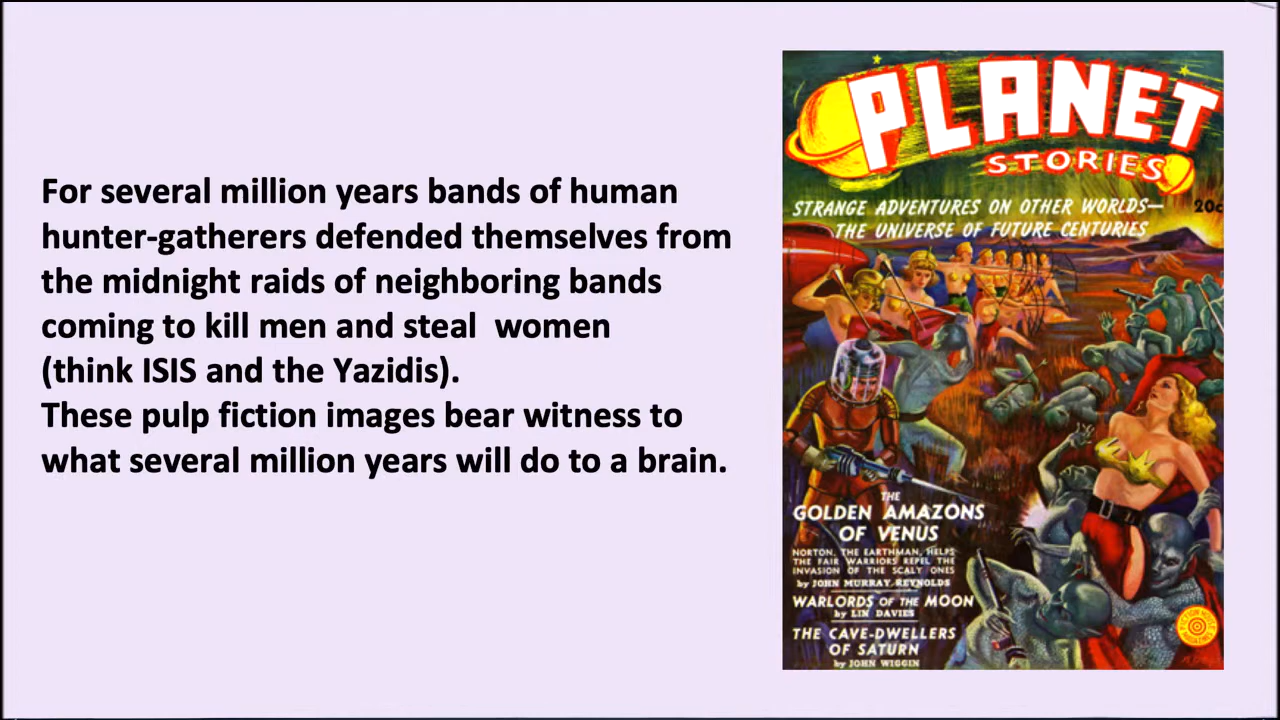 For several million years bands of human
hunter-gatherers defended themselves from
the midnight raids of neighboring bands
coming to kill men and steal women
(think ISIS and the Yazidis).
These pulp fiction images bear witness to
what several million years will do to a brain.
PLANET
STORIES
STRANGE ADVENTURES ON OTHER WORLDS—
THE UNIVERSE OF FUTURE CENTURIES
20¢
THE
GOLDEN AMAZONS
OF VENUS
NORTON, THE EARTHMAN, HELPS
THE FAIR WARRIORS REPEL THE
INVASION OF THE SCALY ONES
by JOHN MURRAY REYNOLDS
WARLORDS OF THE MOON
by LIN DAVIES
THE CAVE-DWELLERS
OF SATURN
by JOHN WIGGIN
FICTION HOUSE
MAGAZINES